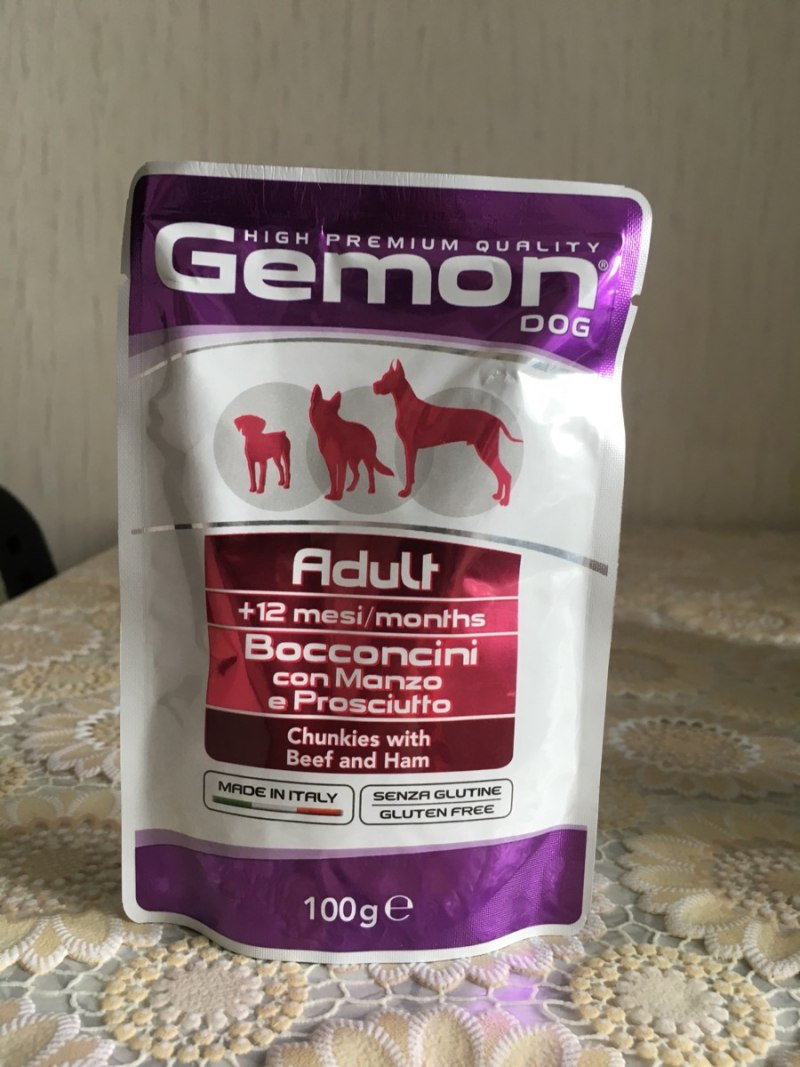 HIGH PREMIUM QUALITY
Gemon®
DOG
Adult
+12 mesi/months
Bocconcini
con Manzo
e Prosciutto
Chunkies with
Beef and Ham
MADE IN ITALY
SENZA GLUTINE
GLUTEN FREE
100g ℮